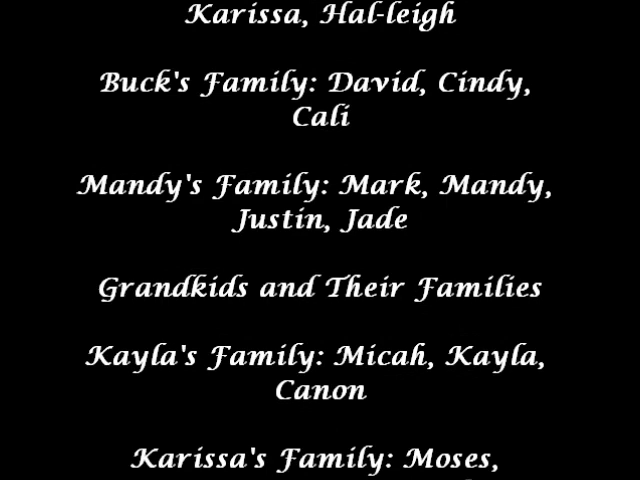 Karissa, Hal-leigh
Buck's Family: David, Cindy,
Cali
Mandy's Family: Mark, Mandy,
Justin, Jade
Grandkids and Their Families
Kayla's Family: Micah, Kayla,
Canon
Karissa's Family: Moses,